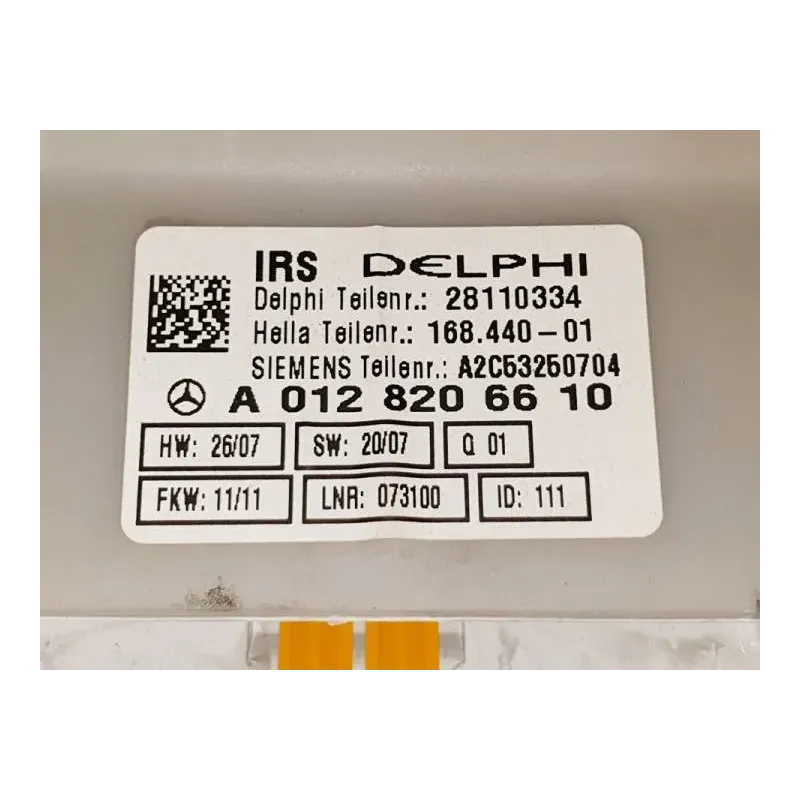 IRS DELPHI
Delphi Teilenr.: 28110334
Hella Teilenr.: 168.440-01
SIEMENS Teilenr.: A2C53250704
A 012 820 66 10
HW: 26/07 SW: 20/07 Q 01
FKW: 11/11 LNR: 073100 ID: 111